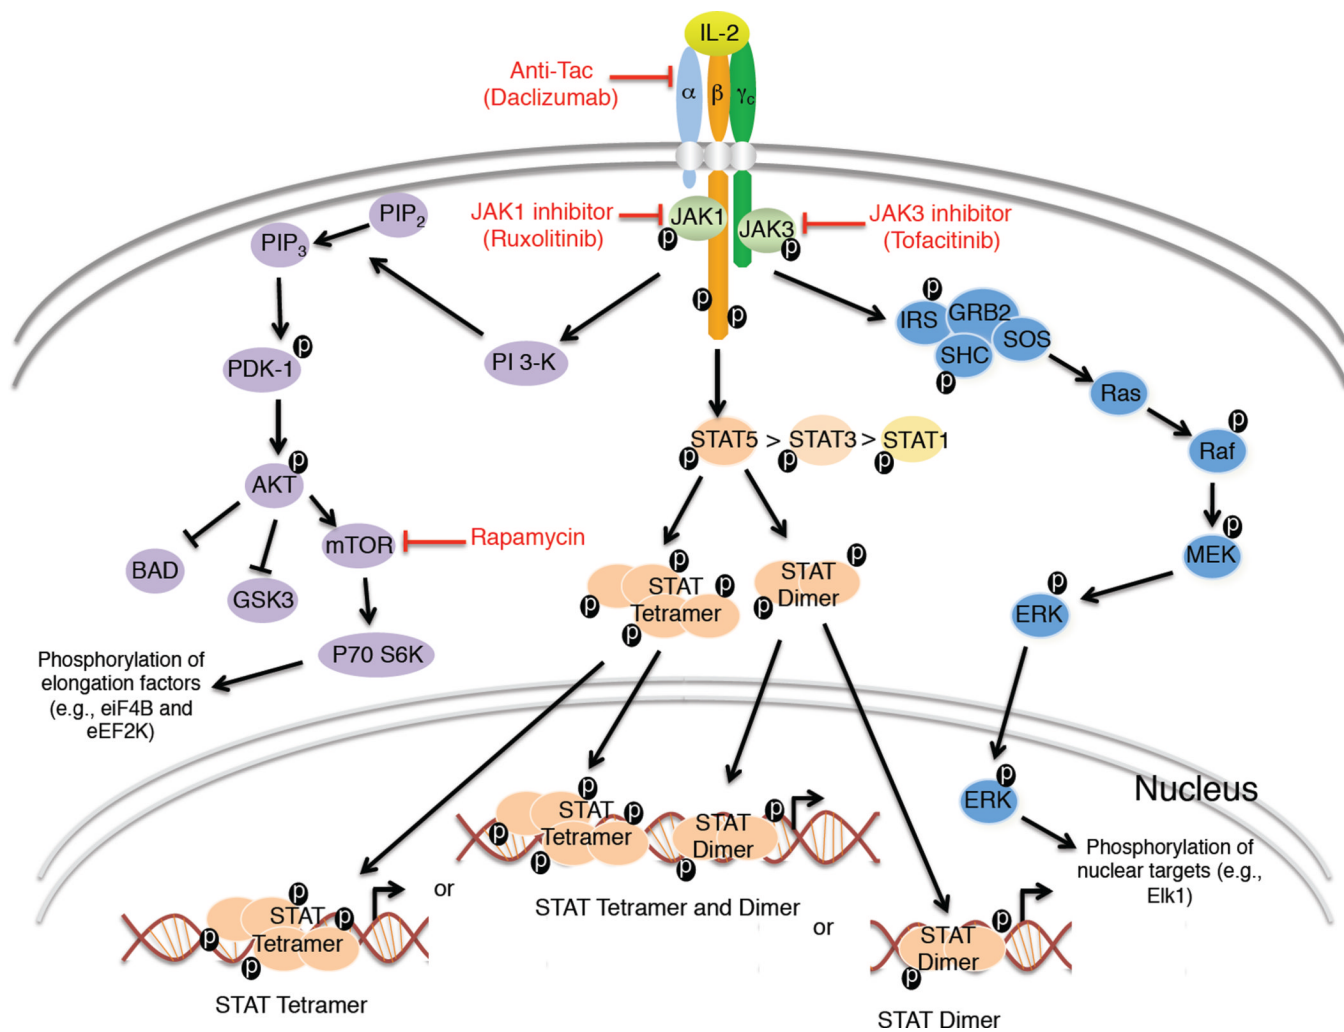 IL-2
Anti-Tac
(Daclizumab)
α
β
γc
JAK1 inhibitor
(Ruxolitinib)
JAK1
p
JAK3
p
JAK3 inhibitor
(Tofacitinib)
PIP2
PIP3
p
p
PI 3-K
PDK-1
p
p
IRS
GRB2
SHC
SOS
p
Ras
Raf
p
STAT5
p
>
STAT3
p
>
STAT1
p
AKT
p
mTOR
Rapamycin
BAD
GSK3
P70 S6K
Phosphorylation of
elongation factors
(e.g., eiF4B and
eEF2K)
p
STAT
Tetramer
p
p
p
STAT
Dimer
p
p
MEK
p
ERK
p
ERK
p
Nucleus
Phosphorylation of
nuclear targets (e.g.,
Elk1)
p
STAT
Tetramer
p
p
p
STAT
Dimer
p
p
STAT Tetramer and Dimer
or
or
p
STAT
Tetramer
p
p
p
STAT Tetramer
STAT
Dimer
p
p
STAT Dimer